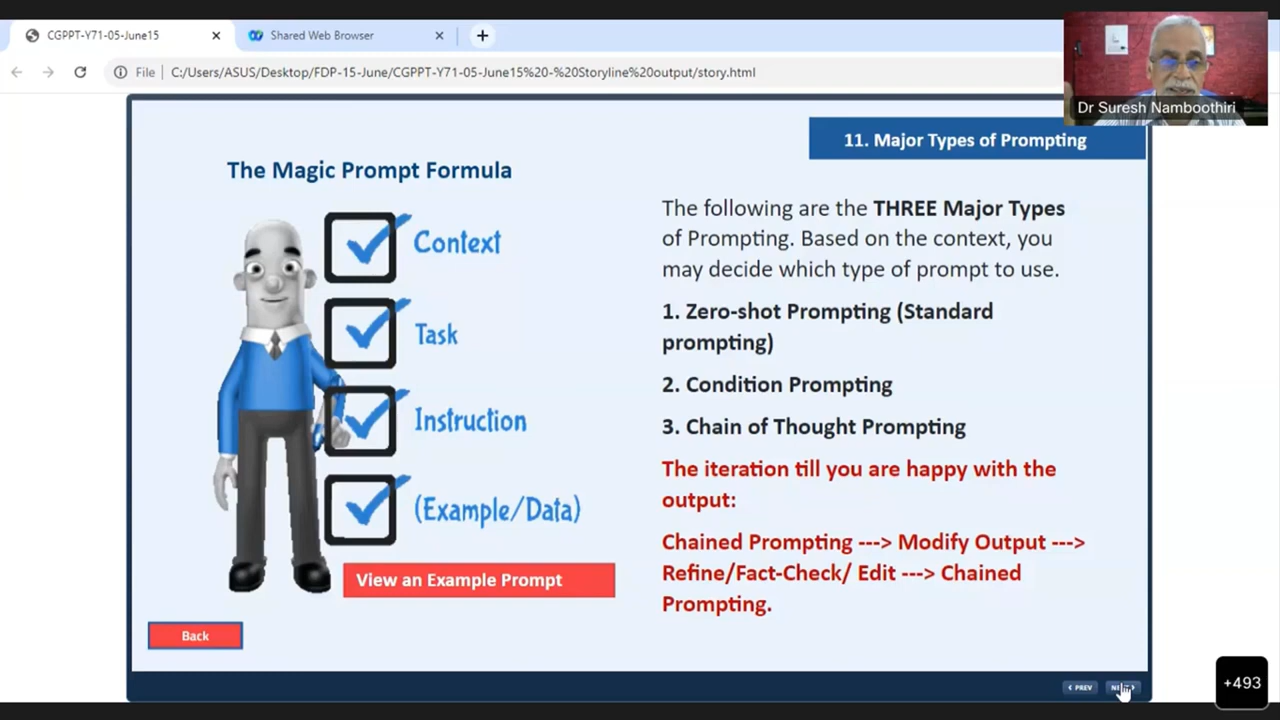 CGPPT-Y71-05-June15
Shared Web Browser
File
C:/Users/ASUS/Desktop/FDP-15-June/CGPPT-Y71-05-June15%20-%20Storyline%20output/story.html
Dr Suresh Namboothiri
11. Major Types of Prompting
The Magic Prompt Formula
Context
Task
Instruction
(Example/Data)
View an Example Prompt
Back
The following are the THREE Major Types
of Prompting. Based on the context, you
may decide which type of prompt to use.
1. Zero-shot Prompting (Standard
prompting)
2. Condition Prompting
3. Chain of Thought Prompting
The iteration till you are happy with the
output:
Chained Prompting ---> Modify Output --->
Refine/Fact-Check/ Edit ---> Chained
Prompting.
< PREV
+493